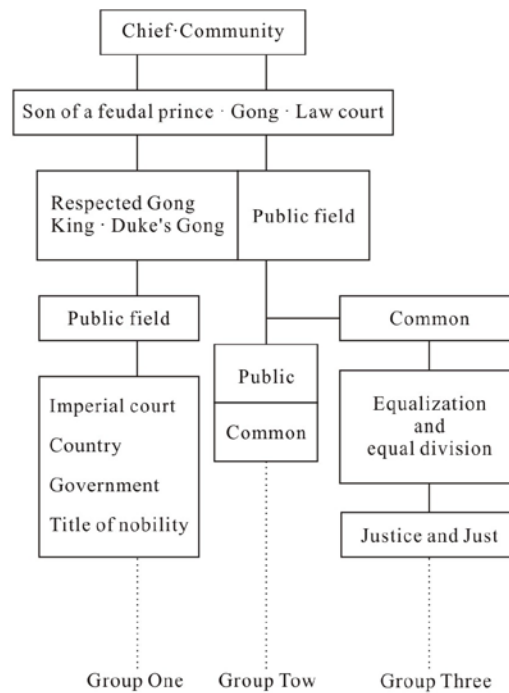 Chief·Community
Son of a feudal prince · Gong · Law court
Respected Gong
King · Duke's Gong
Public field
Public field
Common
Public
Common
Imperial court
Country
Government
Title of nobility
Equalization
and
equal division
Justice and Just
Group One
Group Tow
Group Three